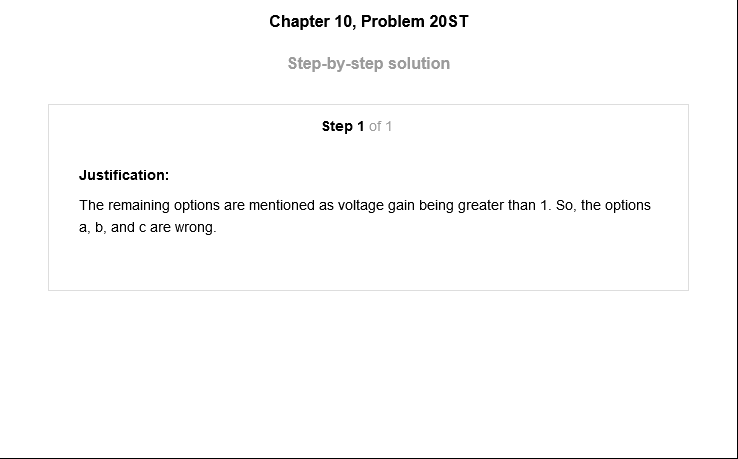 Chapter 10, Problem 20ST
Step-by-step solution
Step 1 of 1
Justification:
The remaining options are mentioned as voltage gain being greater than 1. So, the options
a, b, and c are wrong.